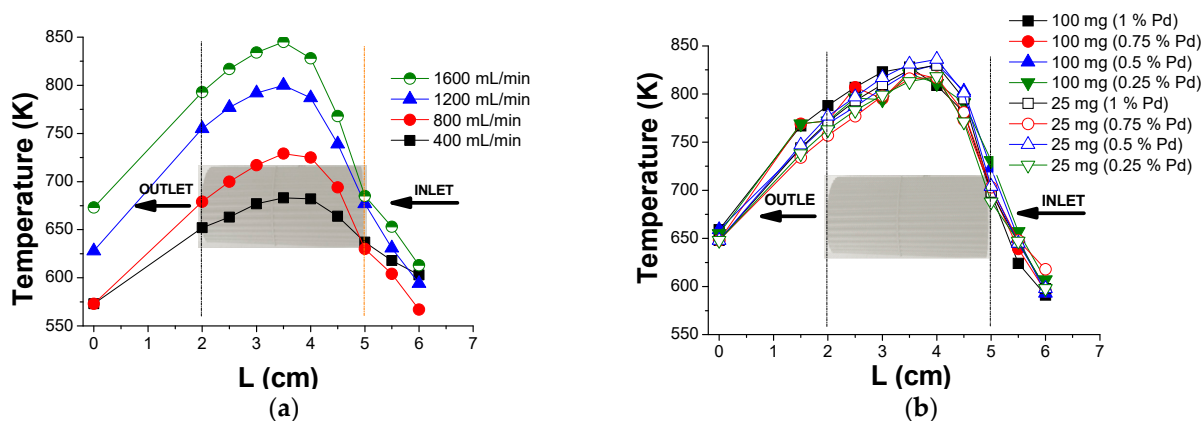 (a)
Temperature (K)
850
800
750
700
650
600
550
0 1 2 3 4 5 6 7
L (cm)
OUTLET
INLET
1600 mL/min
1200 mL/min
800 mL/min
400 mL/min
(a)
(b)
Temperature (K)
850
800
750
700
650
600
550
0 1 2 3 4 5 6 7
L (cm)
OUTLE
INLET
100 mg (1 % Pd)
100 mg (0.75 % Pd)
100 mg (0.5 % Pd)
100 mg (0.25 % Pd)
25 mg (1 % Pd)
25 mg (0.75 % Pd)
25 mg (0.5 % Pd)
25 mg (0.25 % Pd)
(b)